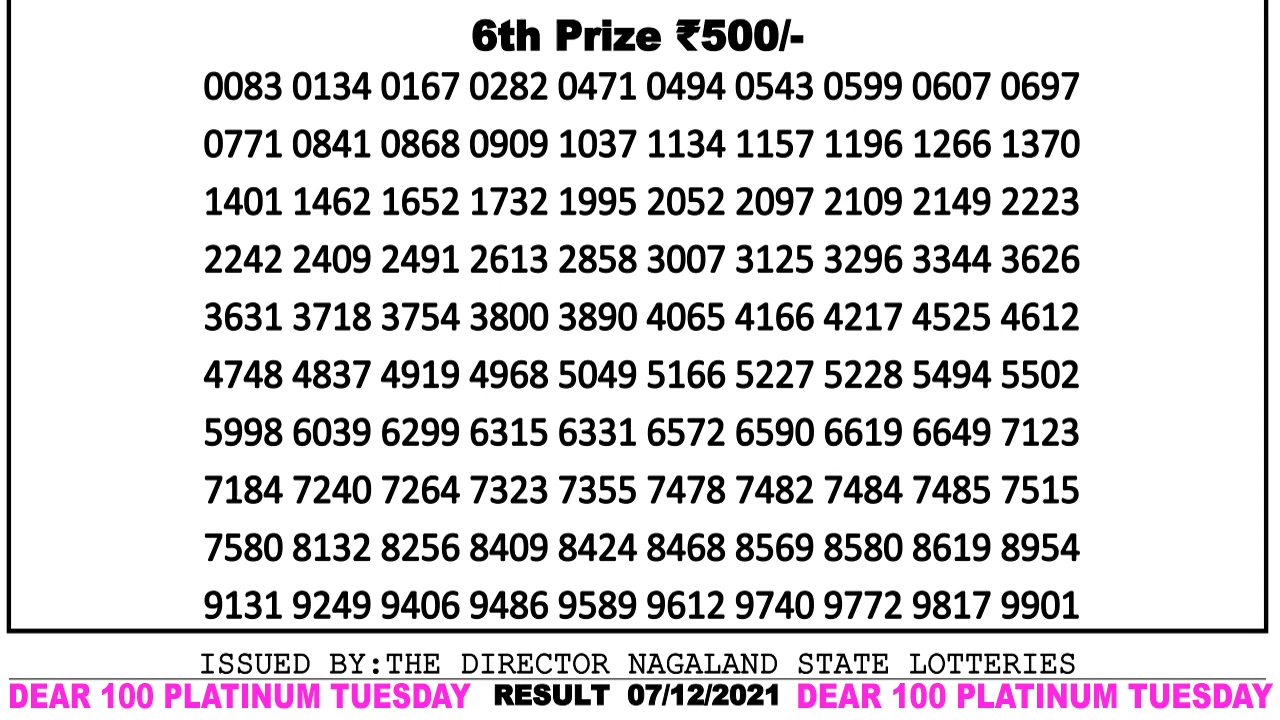 6th Prize ₹500/-
0083 0134 0167 0282 0471 0494 0543 0599 0607 0697
0771 0841 0868 0909 1037 1134 1157 1196 1266 1370
1401 1462 1652 1732 1995 2052 2097 2109 2149 2223
2242 2409 2491 2613 2858 3007 3125 3296 3344 3626
3631 3718 3754 3800 3890 4065 4166 4217 4525 4612
4748 4837 4919 4968 5049 5166 5227 5228 5494 5502
5998 6039 6299 6315 6331 6572 6590 6619 6649 7123
7184 7240 7264 7323 7355 7478 7482 7484 7485 7515
7580 8132 8256 8409 8424 8468 8569 8580 8619 8954
9131 9249 9406 9486 9589 9612 9740 9772 9817 9901
ISSUED BY:THE DIRECTOR NAGALAND STATE LOTTERIES
DEAR 100 PLATINUM TUESDAY RESULT 07/12/2021 DEAR 100 PLATINUM TUESDAY